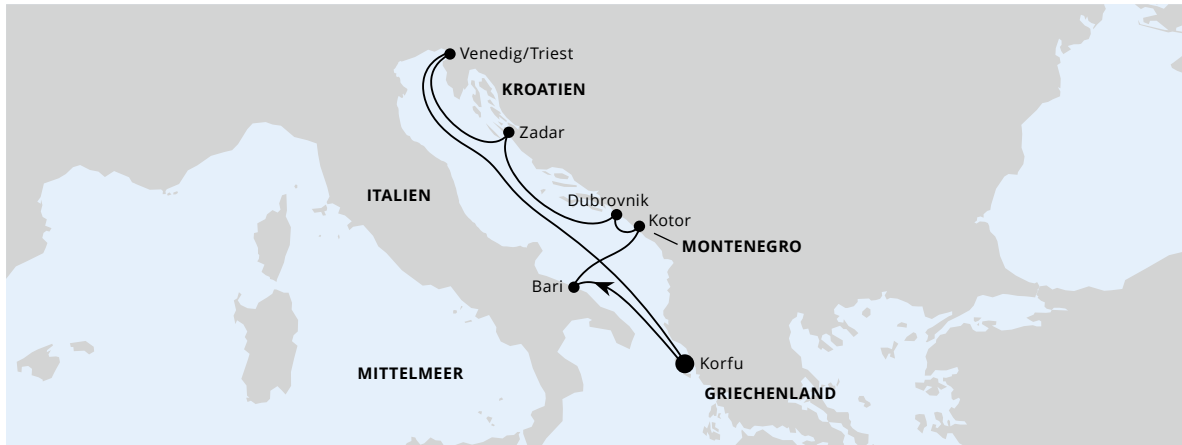 Venedig/Triest
KROATIEN
Zadar
ITALIEN
Dubrovnik
Kotor
MONTENEGRO
Bari
Korfu
MITTELMEER
GRIECHENLAND